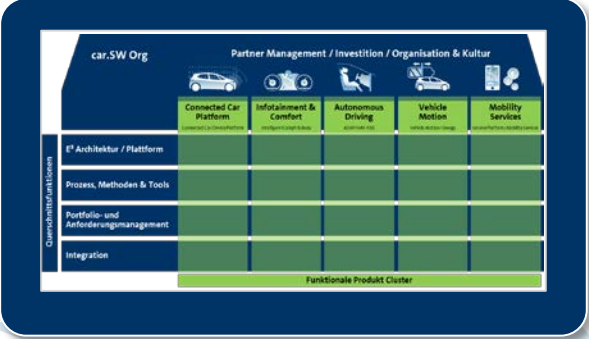 car.SW Org
Partner Management / Investition / Organisation & Kultur
Connected Car
Platform
Infotainment &
Comfort
Autonomous
Driving
Vehicle
Motion
Mobility
Services
Querschnittsfunktionen
E³ Architektur / Plattform
Prozess, Methoden & Tools
Portfolio- und
Anforderungsmanagement
Integration
Funktionale Produkt Cluster